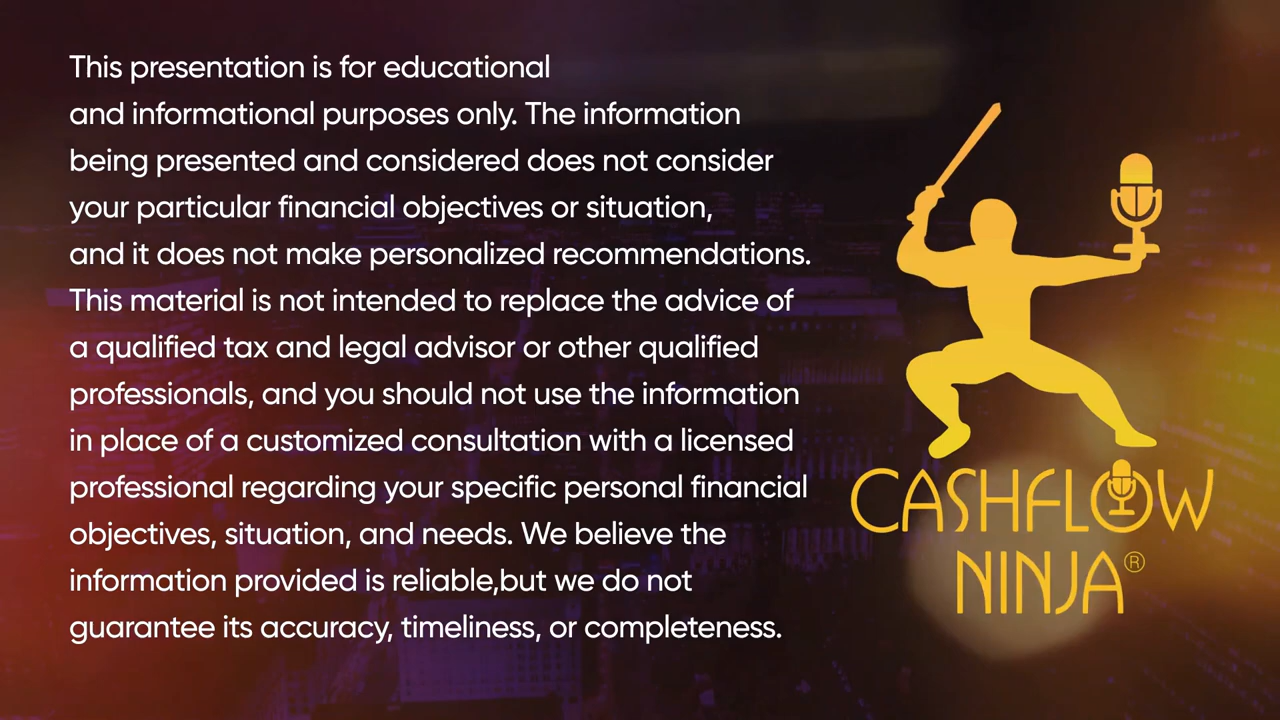 This presentation is for educational
and informational purposes only. The information
being presented and considered does not consider
your particular financial objectives or situation,
and it does not make personalized recommendations.
This material is not intended to replace the advice of
a qualified tax and legal advisor or other qualified
professionals, and you should not use the information
in place of a customized consultation with a licensed
professional regarding your specific personal financial
objectives, situation, and needs. We believe the
information provided is reliable,but we do not
guarantee its accuracy, timeliness, or completeness.
CASHFLOW
NINJA®